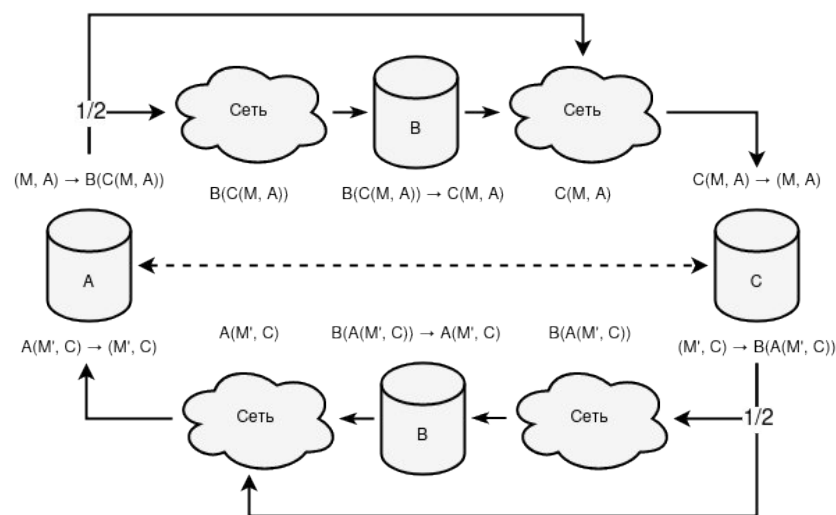 1/2
Сеть
B
Сеть
(M, A) → B(C(M, A))
B(C(M, A))
B(C(M, A)) → C(M, A)
C(M, A)
C(M, A) → (M, A)
A
C
A(M', C) → (M', C)
A(M', C)
B(A(M', C)) → A(M', C)
B(A(M', C))
(M', C) → B(A(M', C))
Сеть
B
Сеть
1/2